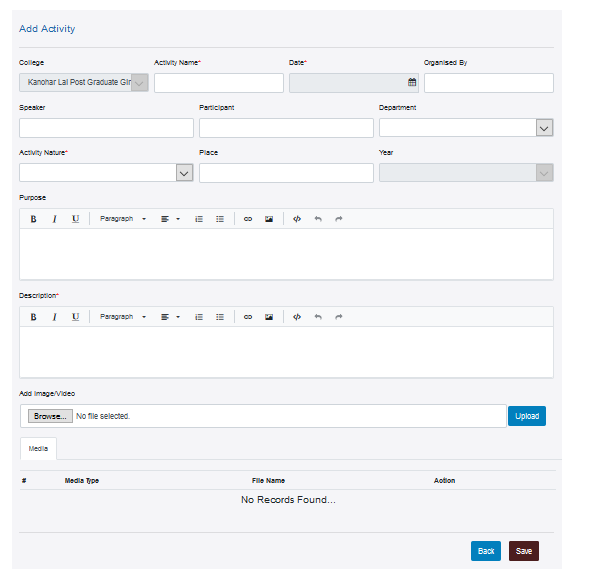 Add Activity
College Activity Name* Date* Organised By
Kanohar Lal Post Graduate Gir
Speaker Participant Department
Activity Nature* Place Year
Purpose
B I U Paragraph
Description*
B I U Paragraph
Add Image/Video
Browse... No file selected. Upload
Media
# Media Type File Name Action
No Records Found...
Back Save